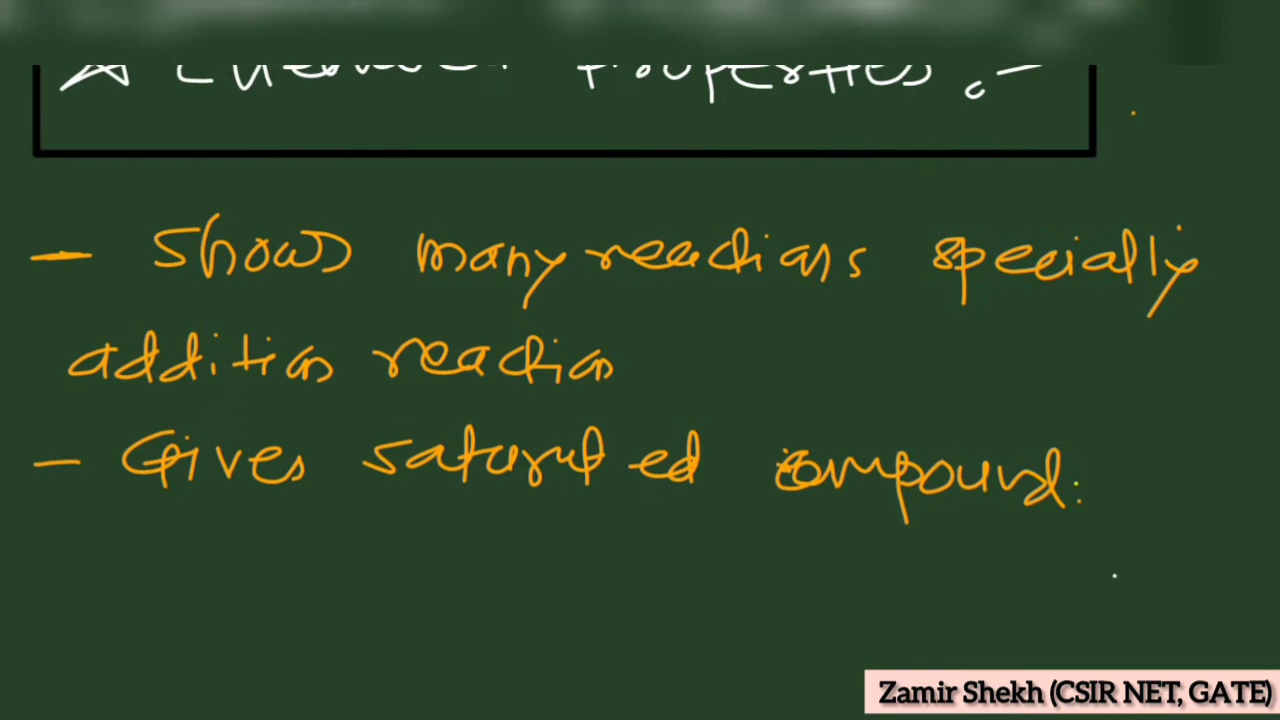 Chemical Properties :-
- Shows many reactions specially
addition reaction
- Gives saturated compound.
Zamir Shekh (CSIR NET, GATE)